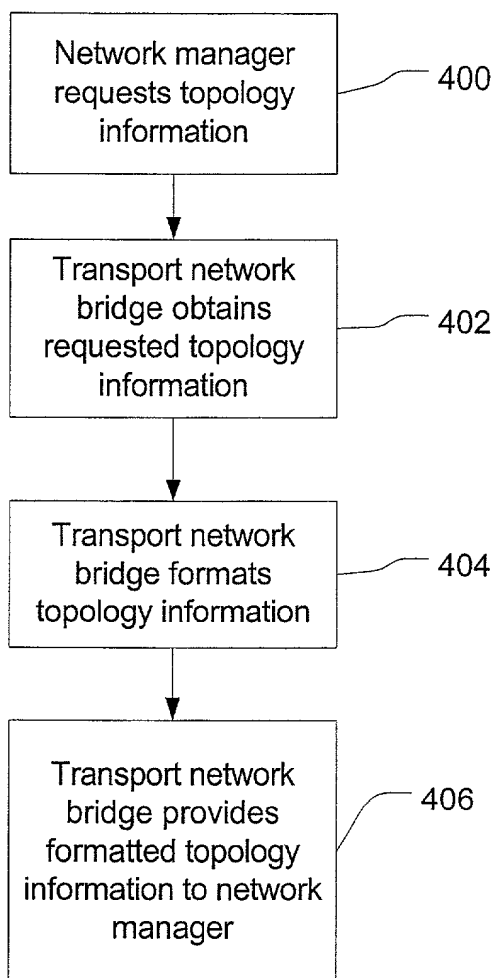 Network manager
requests topology
information
400
Transport network
bridge obtains
requested topology
information
402
Transport network
bridge formats
topology information
404
Transport network
bridge provides
formatted topology
information to network
manager
406